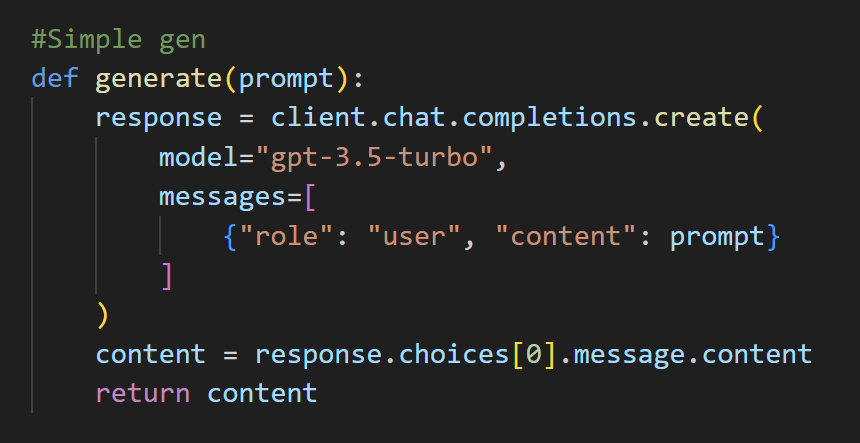 #Simple gen
def generate(prompt):
    response = client.chat.completions.create(
        model="gpt-3.5-turbo",
        messages=[
            {"role": "user", "content": prompt}
        ]
    )
    content = response.choices[0].message.content
    return content